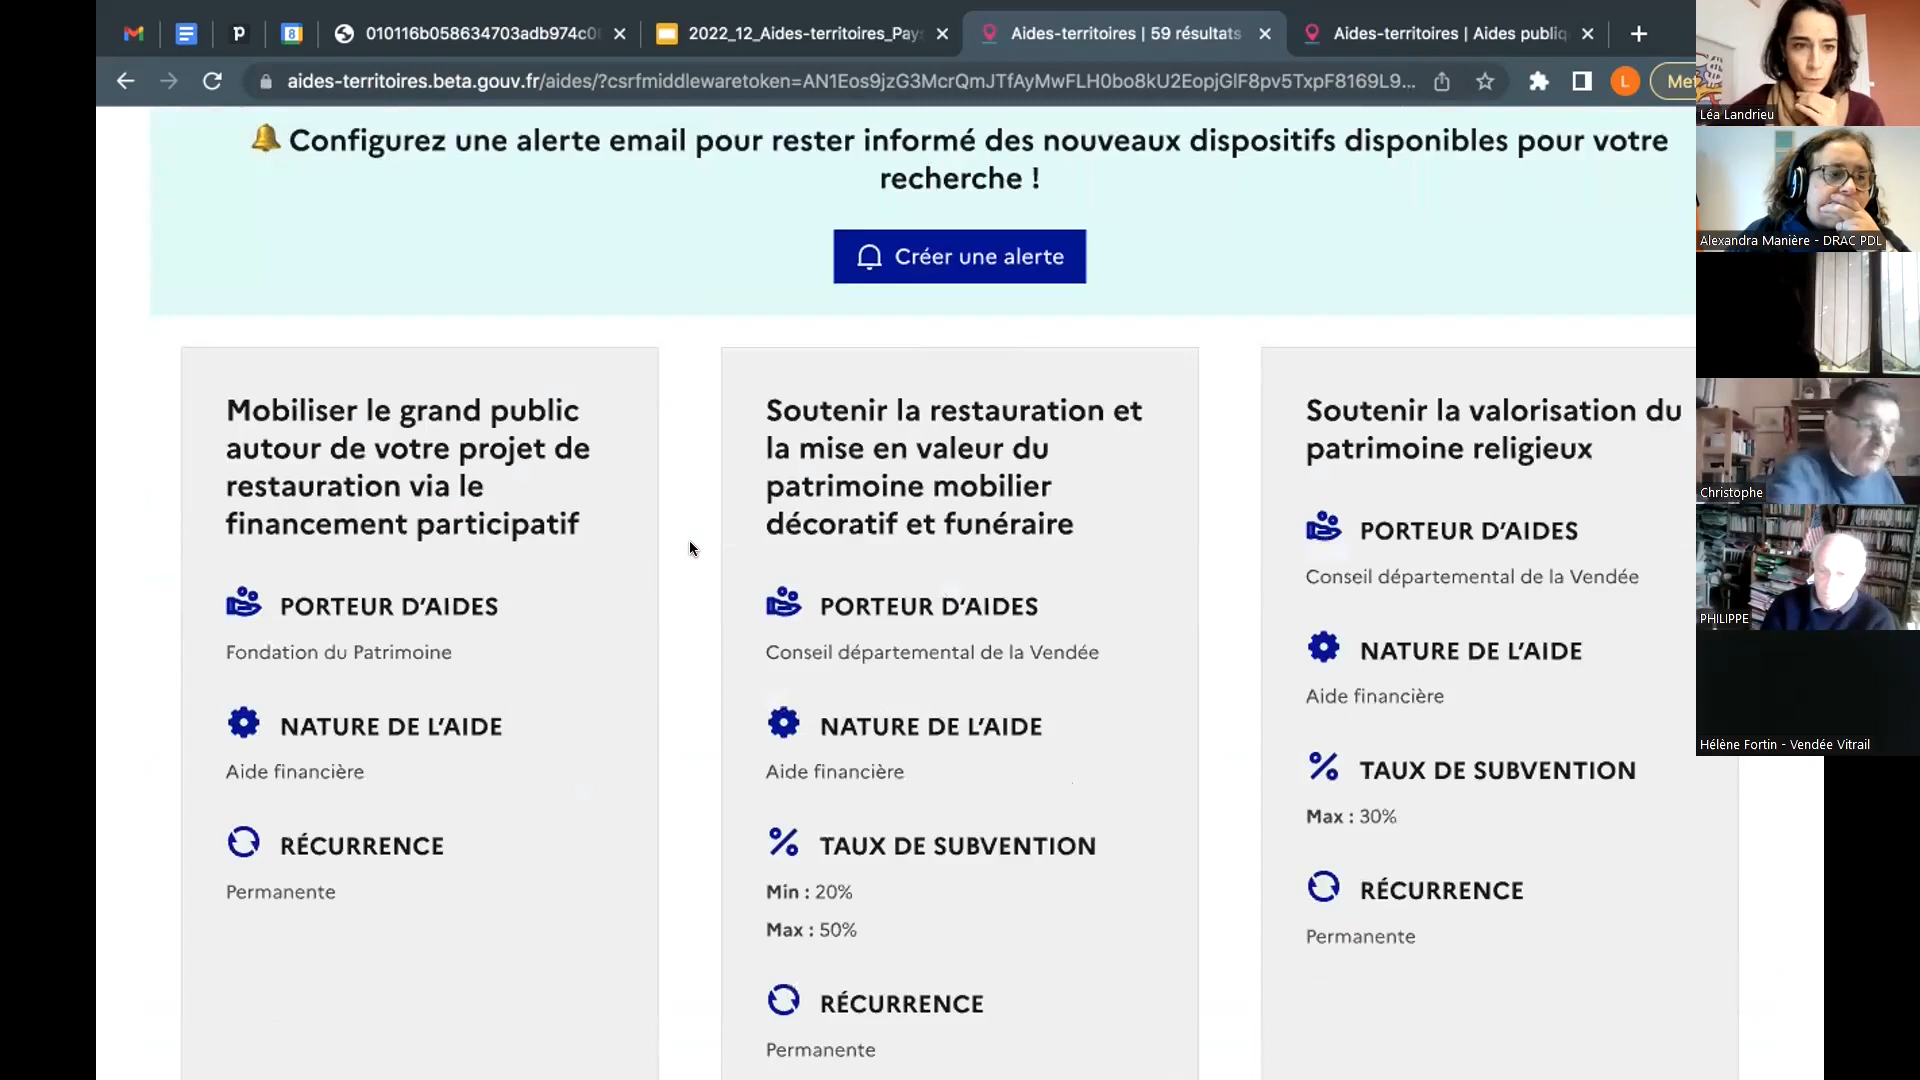 010116b058634703adb974c0
2022_12_Aides-territoires_Pay
Aides-territoires | 59 résultats
Aides-territoires | Aides publiq
aides-territoires.beta.gouv.fr/aides/?csrfmiddlewaretoken=AN1Eos9jzG3McrQmJTfAyMwFLH0bo8kU2EopjGlF8pv5TxpF8169L9...
L
Met
Configurez une alerte email pour rester informé des nouveaux dispositifs disponibles pour votre
recherche !
Créer une alerte
Mobiliser le grand public
autour de votre projet de
restauration via le
financement participatif
PORTEUR D'AIDES
Fondation du Patrimoine
NATURE DE L'AIDE
Aide financière
RÉCURRENCE
Permanente
Soutenir la restauration et
la mise en valeur du
patrimoine mobilier
décoratif et funéraire
PORTEUR D'AIDES
Conseil départemental de la Vendée
NATURE DE L'AIDE
Aide financière
TAUX DE SUBVENTION
Min : 20%
Max : 50%
RÉCURRENCE
Permanente
Soutenir la valorisation du
patrimoine religieux
PORTEUR D'AIDES
Conseil départemental de la Vendée
NATURE DE L'AIDE
Aide financière
TAUX DE SUBVENTION
Max : 30%
RÉCURRENCE
Permanente
Léa Landrieu
Alexandra Manière - DRAC PDL
Christophe
PHILIPPE
Hélène Fortin - Vendée Vitrail